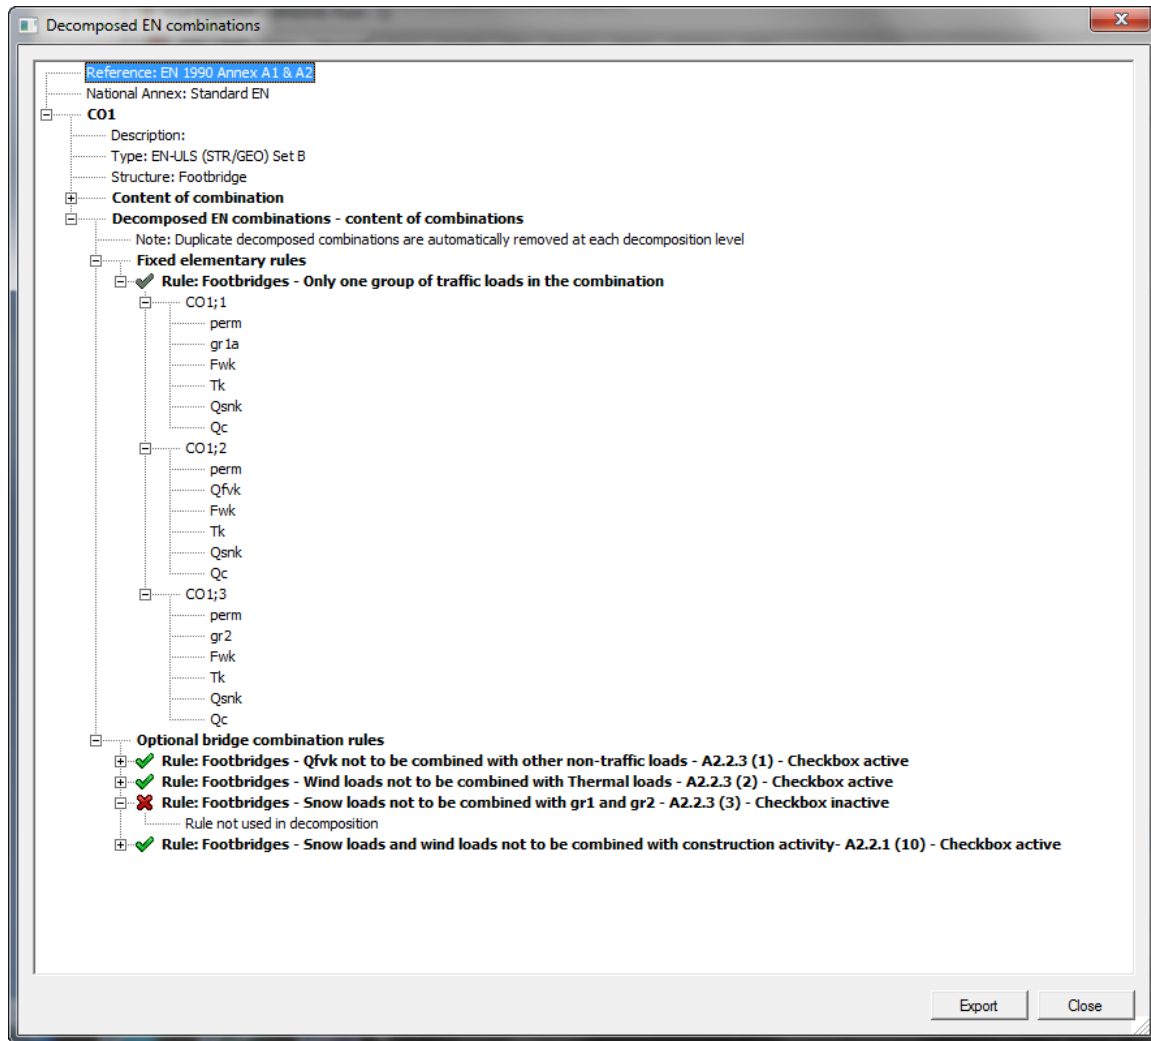 Decomposed EN combinations
Reference: EN 1990 Annex A1 & A2
National Annex: Standard EN
CO1
Description:
Type: EN-ULS (STR/GEO) Set B
Structure: Footbridge
Content of combination
Decomposed EN combinations - content of combinations
Note: Duplicate decomposed combinations are automatically removed at each decomposition level
Fixed elementary rules
Rule: Footbridges - Only one group of traffic loads in the combination
CO1;1
perm
gr1a
Fwk
Tk
Qsnk
Qc
CO1;2
perm
Qfvk
Fwk
Tk
Qsnk
Qc
CO1;3
perm
gr2
Fwk
Tk
Qsnk
Qc
Optional bridge combination rules
Rule: Footbridges - Qfvk not to be combined with other non-traffic loads - A2.2.3 (1) - Checkbox active
Rule: Footbridges - Wind loads not to be combined with Thermal loads - A2.2.3 (2) - Checkbox active
Rule: Footbridges - Snow loads not to be combined with gr1 and gr2 - A2.2.3 (3) - Checkbox inactive
Rule not used in decomposition
Rule: Footbridges - Snow loads and wind loads not to be combined with construction activity- A2.2.1 (10) - Checkbox active
Export Close